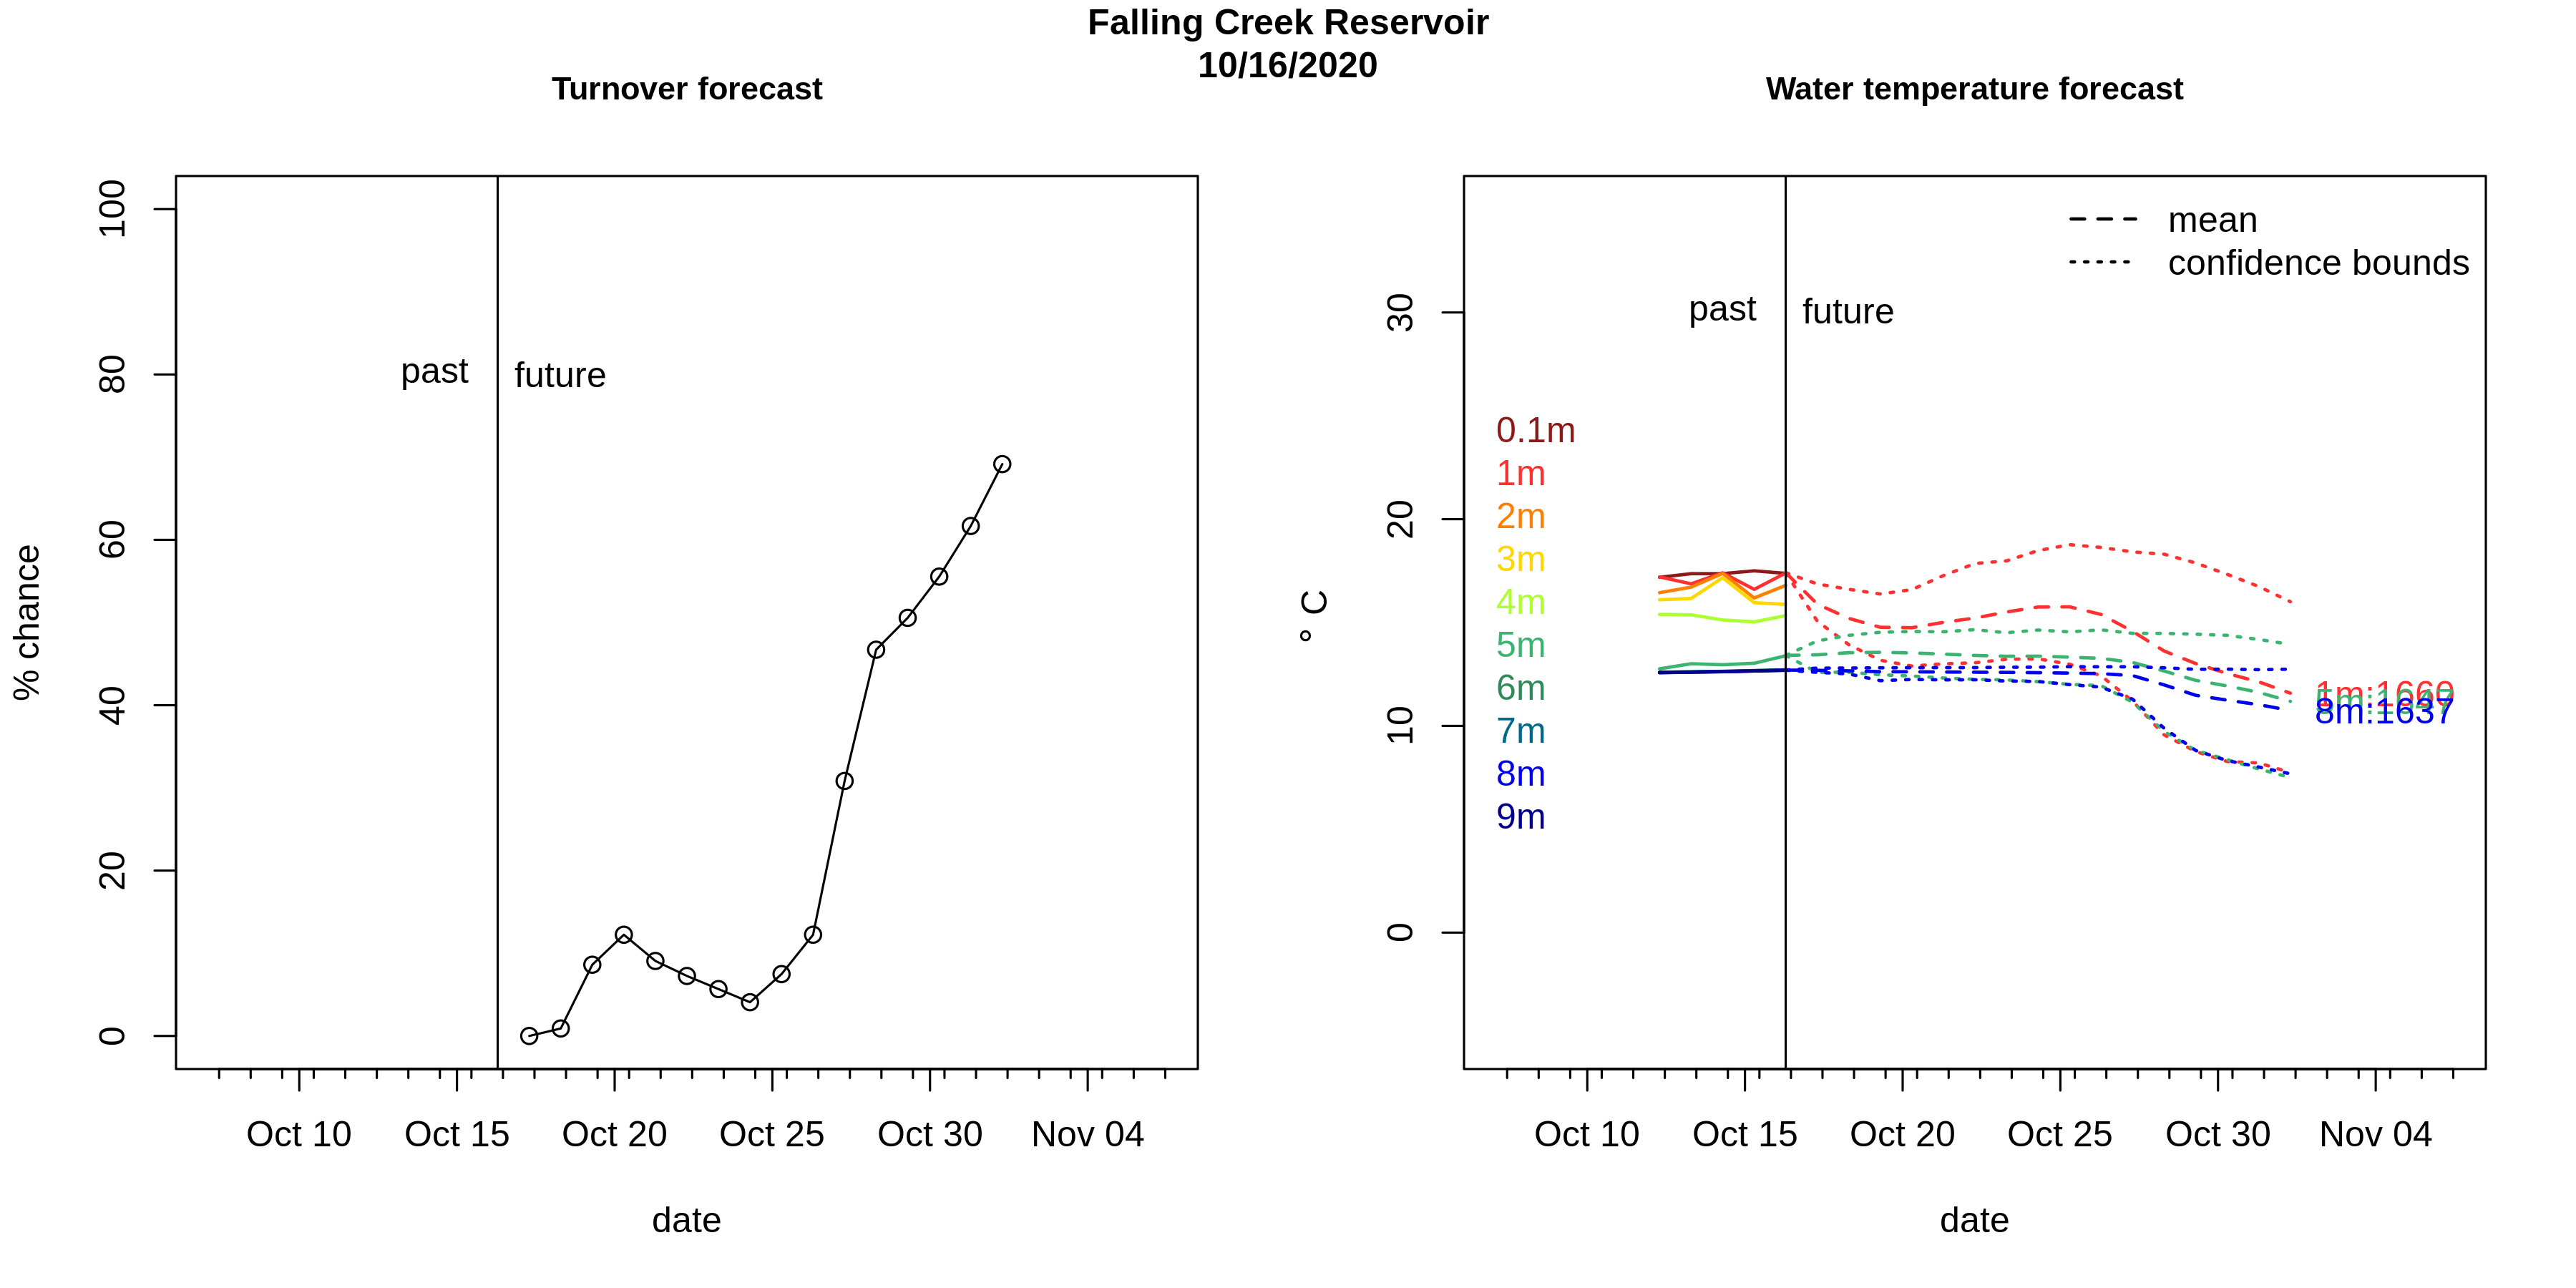 Falling Creek Reservoir
10/16/2020
Turnover forecast
% chance
100
80
60
40
20
0
past
future
Oct 10
Oct 15
Oct 20
Oct 25
Oct 30
Nov 04
date
Water temperature forecast
° C
30
20
10
0
mean
confidence bounds
past
future
0.1m
1m
2m
3m
4m
5m
6m
7m
8m
9m
8m:1637
Oct 10
Oct 15
Oct 20
Oct 25
Oct 30
Nov 04
date